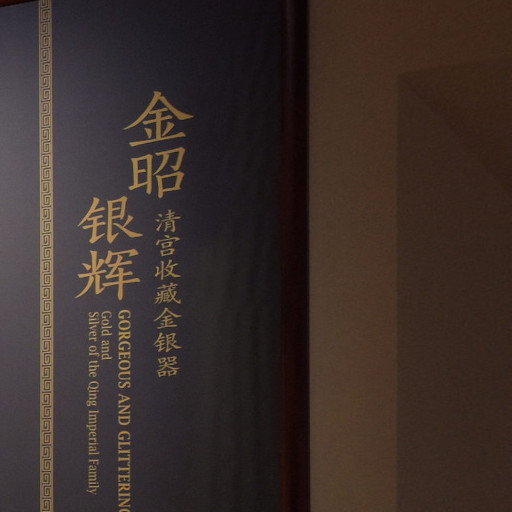 金昭
银辉
清宫收藏金银器
GORGEOUS AND GLITTERING
Gold and
Silver of the Qing Imperial Family